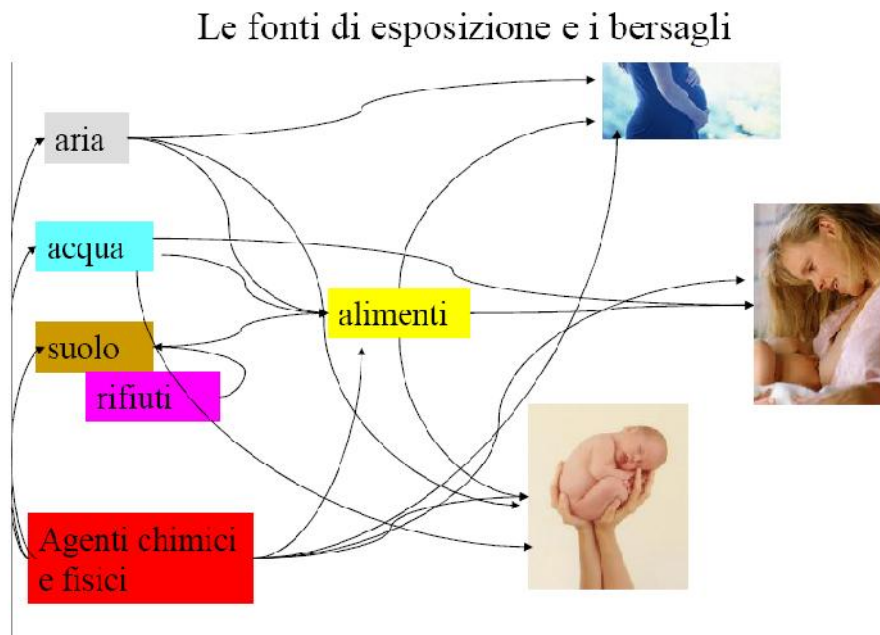 Le fonti di esposizione e i bersagli
aria
acqua
alimenti
suolo
rifiuti
Agenti chimici
e fisici